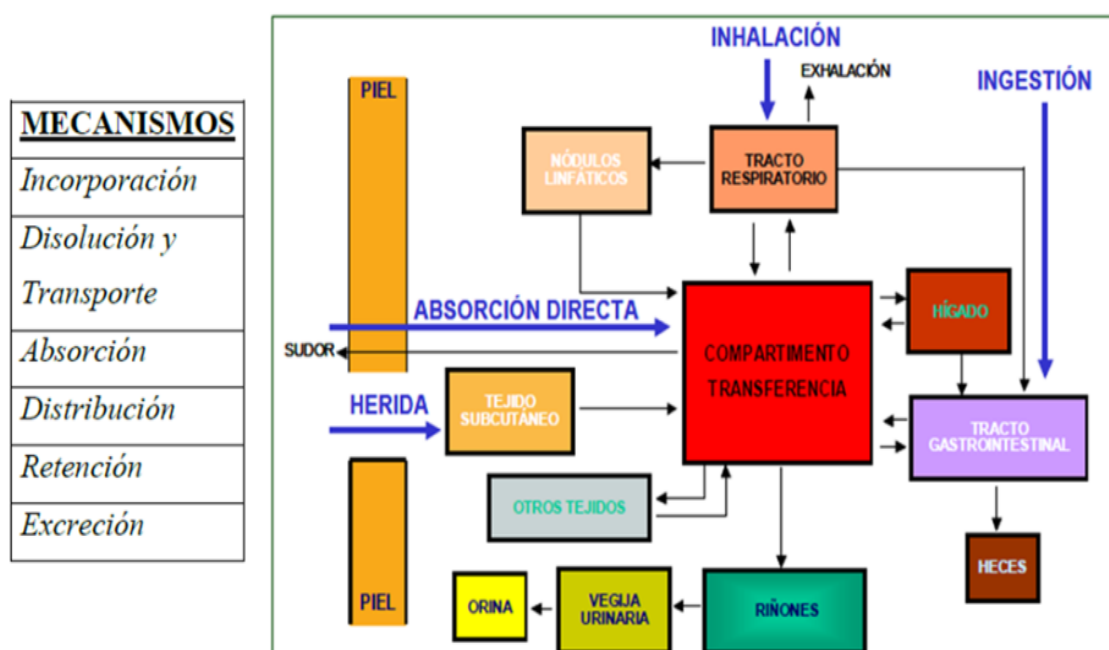 MECANISMOS
Incorporación
Disolución y
Transporte
Absorción
Distribución
Retención
Excreción
PIEL
INHALACIÓN
EXHALACIÓN
INGESTIÓN
NÓDULOS
LINFÁTICOS
TRACTO
RESPIRATORIO
ABSORCIÓN DIRECTA
SUDOR
COMPARTIMENTO
TRANSFERENCIA
HÍGADO
HERIDA
TEJIDO
SUBCUTÁNEO
TRACTO
GASTROINTESTINAL
OTROS TEJIDOS
HECES
PIEL
ORINA
VEGIJA
URINARIA
RIÑONES